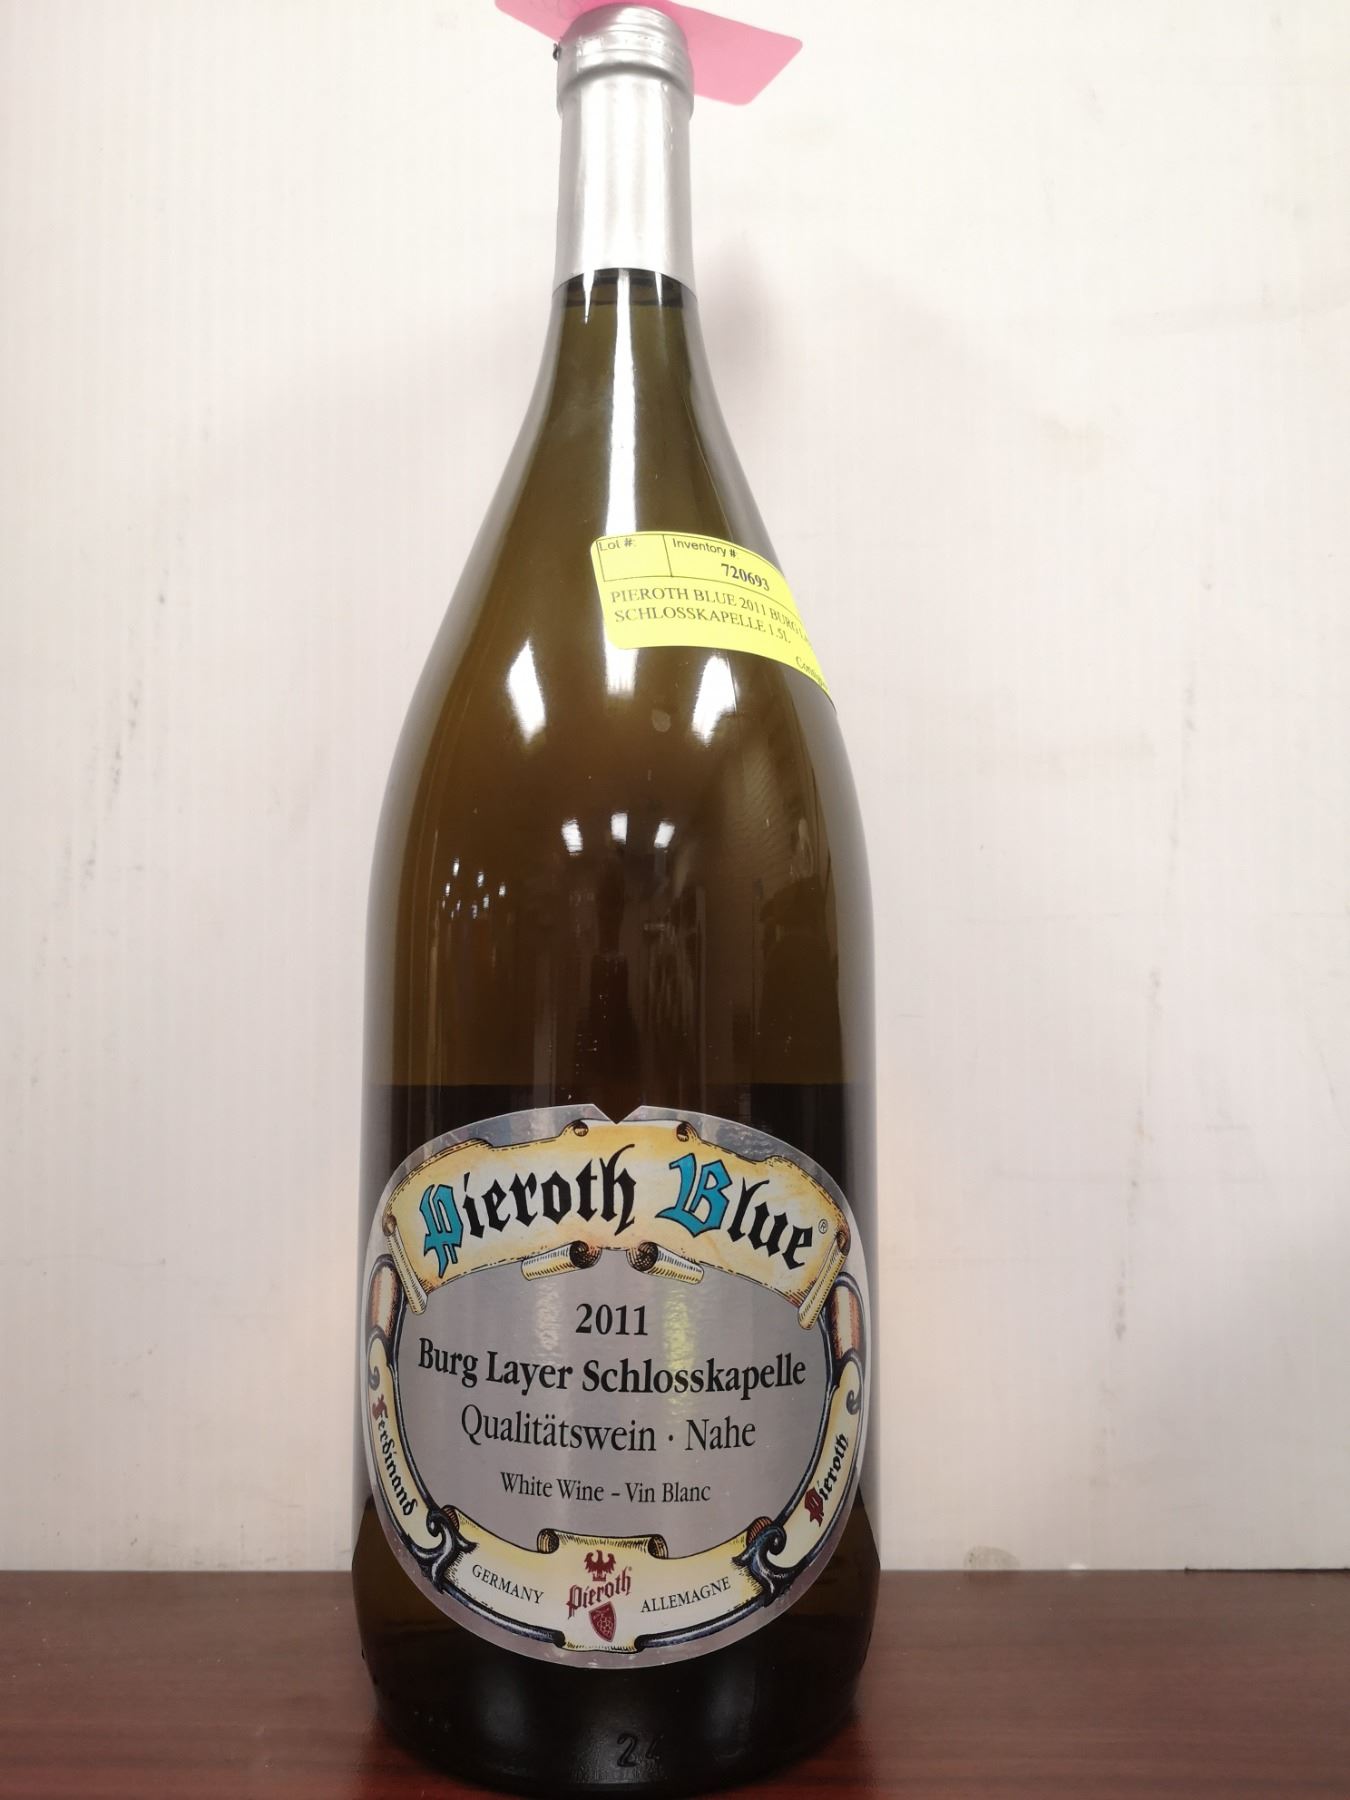 Lot #: Inventory #
720693
PIEROTH BLUE 2011 BURG
SCHLOSSKAPELLE 1.5L
Pieroth Blue®
2011
Burg Layer Schlosskapelle
Qualitätswein · Nahe
White Wine – Vin Blanc
Ferdinand Pieroth
GERMANY Pieroth® ALLEMAGNE